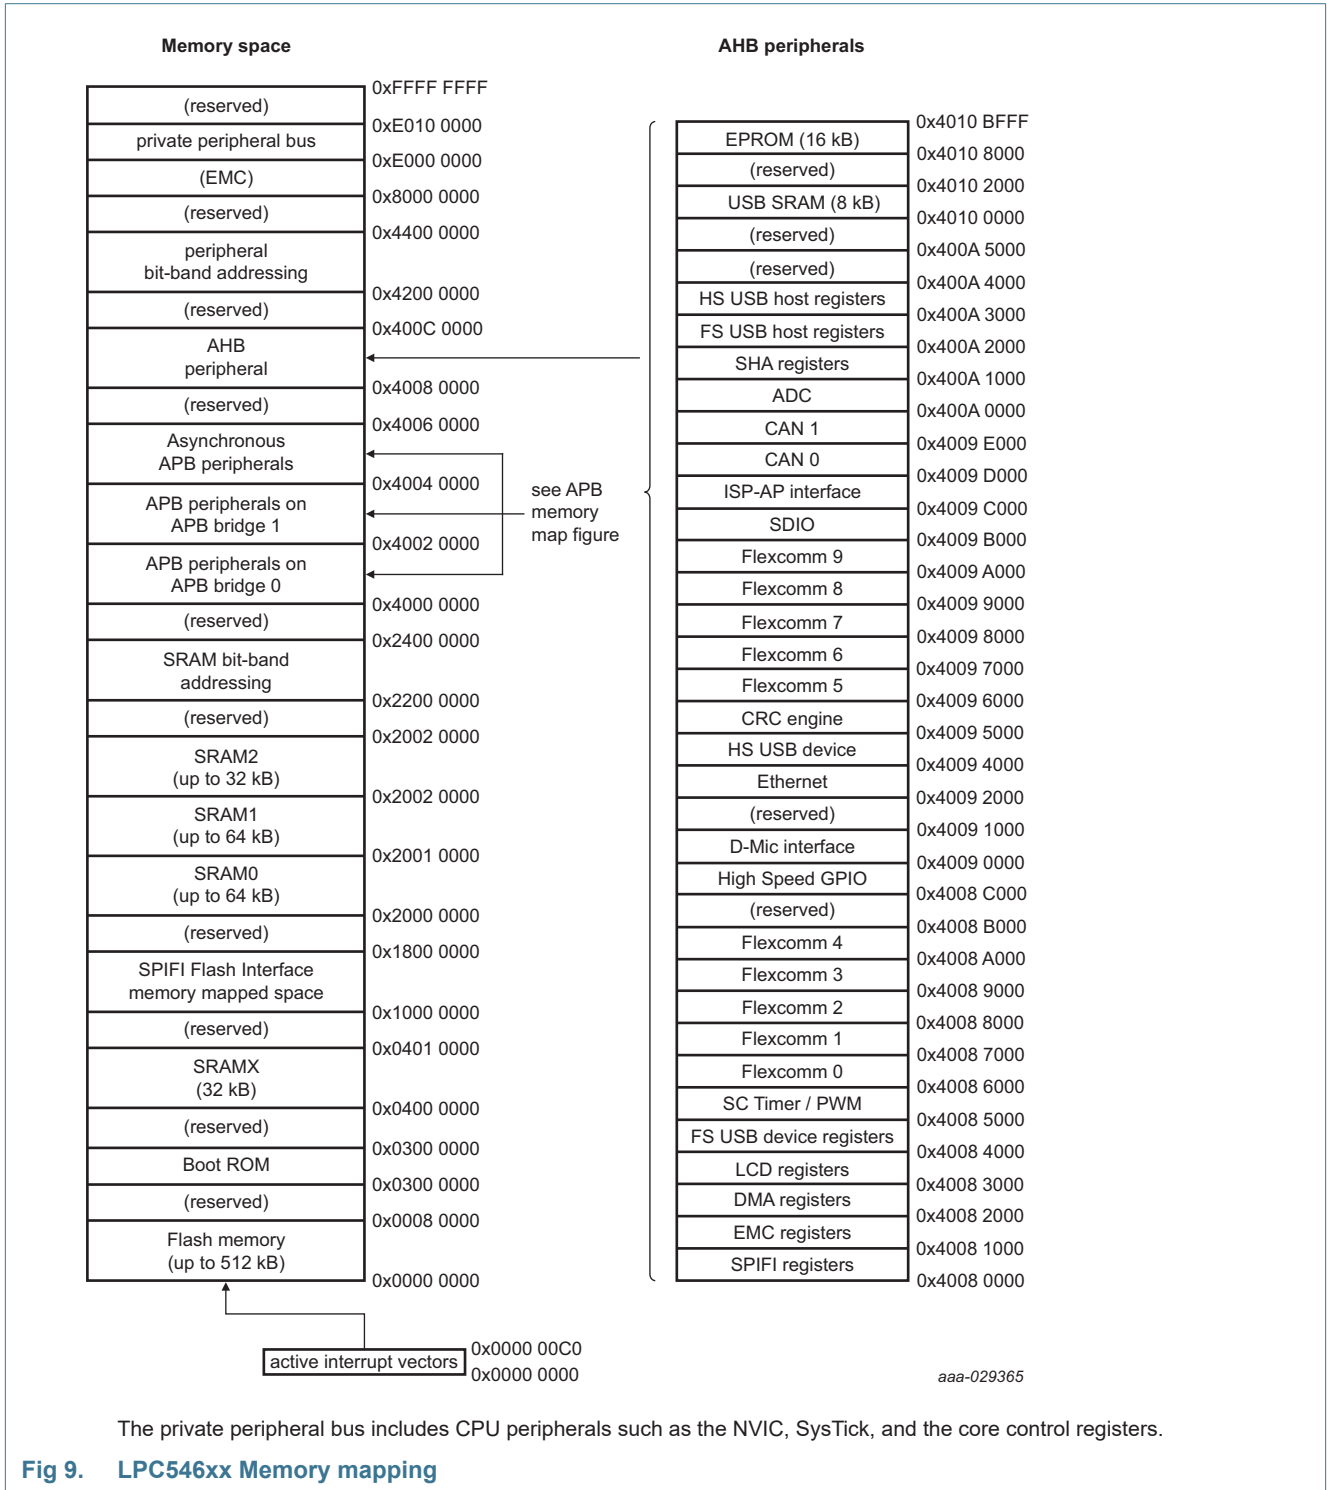 Memory space
0xFFFF FFFF
(reserved)
0xE010 0000
private peripheral bus
0xE000 0000
(EMC)
0x8000 0000
(reserved)
0x4400 0000
peripheral
bit-band addressing
0x4200 0000
(reserved)
0x400C 0000
AHB
peripheral
0x4008 0000
(reserved)
0x4006 0000
Asynchronous
APB peripherals
0x4004 0000
APB peripherals on
APB bridge 1
0x4002 0000
APB peripherals on
APB bridge 0
0x4000 0000
(reserved)
0x2400 0000
SRAM bit-band
addressing
0x2200 0000
(reserved)
0x2002 0000
SRAM2
(up to 32 kB)
0x2002 0000
SRAM1
(up to 64 kB)
0x2001 0000
SRAM0
(up to 64 kB)
0x2000 0000
(reserved)
0x1800 0000
SPIFI Flash Interface
memory mapped space
0x1000 0000
(reserved)
0x0401 0000
SRAMX
(32 kB)
0x0400 0000
(reserved)
0x0300 0000
Boot ROM
0x0300 0000
(reserved)
0x0008 0000
Flash memory
(up to 512 kB)
0x0000 0000
active interrupt vectors
0x0000 00C0
0x0000 0000
see APB
memory
map figure
AHB peripherals
0x4010 BFFF
EPROM (16 kB)
0x4010 8000
(reserved)
0x4010 2000
USB SRAM (8 kB)
0x4010 0000
(reserved)
0x400A 5000
(reserved)
0x400A 4000
HS USB host registers
0x400A 3000
FS USB host registers
0x400A 2000
SHA registers
0x400A 1000
ADC
0x400A 0000
CAN 1
0x4009 E000
CAN 0
0x4009 D000
ISP-AP interface
0x4009 C000
SDIO
0x4009 B000
Flexcomm 9
0x4009 A000
Flexcomm 8
0x4009 9000
Flexcomm 7
0x4009 8000
Flexcomm 6
0x4009 7000
Flexcomm 5
0x4009 6000
CRC engine
0x4009 5000
HS USB device
0x4009 4000
Ethernet
0x4009 2000
(reserved)
0x4009 1000
D-Mic interface
0x4009 0000
High Speed GPIO
0x4008 C000
(reserved)
0x4008 B000
Flexcomm 4
0x4008 A000
Flexcomm 3
0x4008 9000
Flexcomm 2
0x4008 8000
Flexcomm 1
0x4008 7000
Flexcomm 0
0x4008 6000
SC Timer / PWM
0x4008 5000
FS USB device registers
0x4008 4000
LCD registers
0x4008 3000
DMA registers
0x4008 2000
EMC registers
0x4008 1000
SPIFI registers
0x4008 0000
aaa-029365
The private peripheral bus includes CPU peripherals such as the NVIC, SysTick, and the core control registers.
Fig 9. LPC546xx Memory mapping